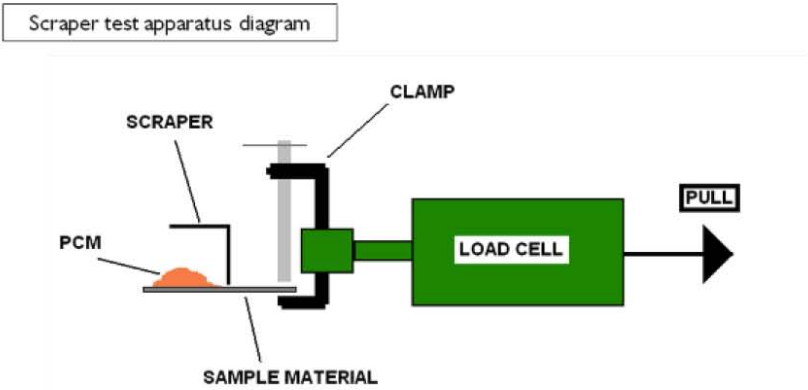 Scraper test apparatus diagram
CLAMP
SCRAPER
PULL
PCM
LOAD CELL
SAMPLE MATERIAL